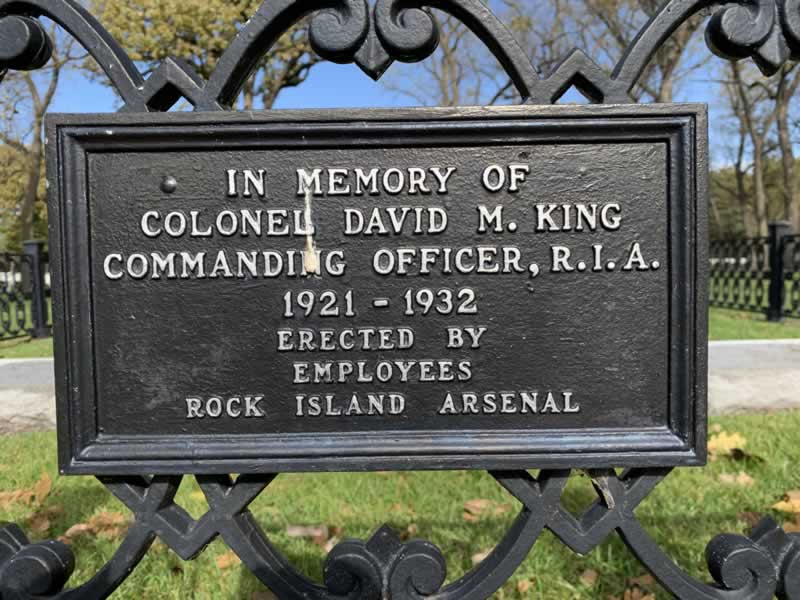 IN MEMORY OF
COLONEL DAVID M. KING
COMMANDING OFFICER, R.I.A.
1921 - 1932
ERECTED BY
EMPLOYEES
ROCK ISLAND ARSENAL